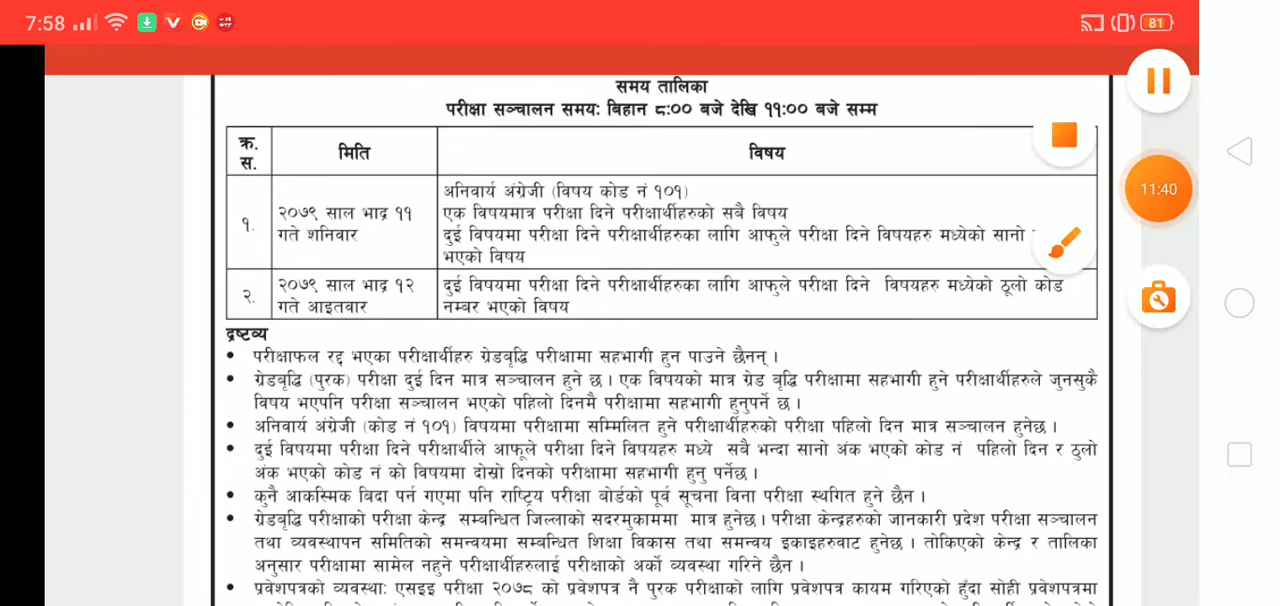 7:58
81
समय तालिका
परीक्षा सञ्चालन समय: बिहान ८:०० बजे देखि ११:०० बजे सम्म
क्र.
स.
मिति
विषय
१.
२०७९ साल भाद्र ११
गते शनिवार
अनिवार्य अंग्रेजी (विषय कोड नं १०१)
एक विषयमात्र परीक्षा दिने परीक्षार्थीहरुको सबै विषय
दुई विषयमा परीक्षा दिने परीक्षार्थीहरुका लागि आफुले परीक्षा दिने विषयहरु मध्येको सानो
भएको विषय
२.
२०७९ साल भाद्र १२
गते आइतवार
दुई विषयमा परीक्षा दिने परीक्षार्थीहरुका लागि आफुले परीक्षा दिने विषयहरु मध्येको ठूलो कोड
नम्बर भएको विषय
11:40
द्रष्टव्य
• परीक्षाफल रद्द भएका परीक्षार्थीहरु ग्रेडबृद्धि परीक्षामा सहभागी हुन पाउने छैनन् ।
• ग्रेडबृद्धि (पुरक) परीक्षा दुई दिन मात्र सञ्चालन हुने छ । एक विषयको मात्र ग्रेड बृद्धि परीक्षामा सहभागी हुने परीक्षार्थीहरुले जुनसुकै
विषय भएपनि परीक्षा सञ्चालन भएको पहिलो दिनमै परीक्षामा सहभागी हुनुपर्ने छ ।
• अनिवार्य अंग्रेजी (कोड नं १०१) विषयमा परीक्षामा सम्मिलित हुने परीक्षार्थीहरुको परीक्षा पहिलो दिन मात्र सञ्चालन हुनेछ ।
• दुई विषयमा परीक्षा दिने परीक्षार्थीले आफूले परीक्षा दिने विषयहरु मध्ये सबै भन्दा सानो अंक भएको कोड नं पहिलो दिन र ठुलो
अंक भएको कोड नं को विषयमा दोस्रो दिनको परीक्षामा सहभागी हुनु पर्नेछ ।
• कुनै आकस्मिक बिदा पर्न गएमा पनि राष्ट्रिय परीक्षा बोर्डको पूर्व सूचना विना परीक्षा स्थगित हुने छैन ।
• ग्रेडबृद्धि परीक्षाको परीक्षा केन्द्र सम्बन्धित जिल्लाको सदरमुकाममा मात्र हुनेछ । परीक्षा केन्द्रहरुको जानकारी प्रदेश परीक्षा सञ्चालन
तथा व्यवस्थापन समितिको समन्वयमा सम्बन्धित शिक्षा विकास तथा समन्वय इकाइहरुवाट हुनेछ । तोकिएको केन्द्र र तालिका
अनुसार परीक्षामा सामेल नहुने परीक्षार्थीहरुलाई परीक्षाको अर्को व्यवस्था गरिने छैन ।
• प्रवेशपत्रको व्यवस्था: एसइइ परीक्षा २०७८ को प्रवेशपत्र नै पुरक परीक्षाको लागि प्रवेशपत्र कायम गरिएको हुँदा सोही प्रवेशपत्रमा